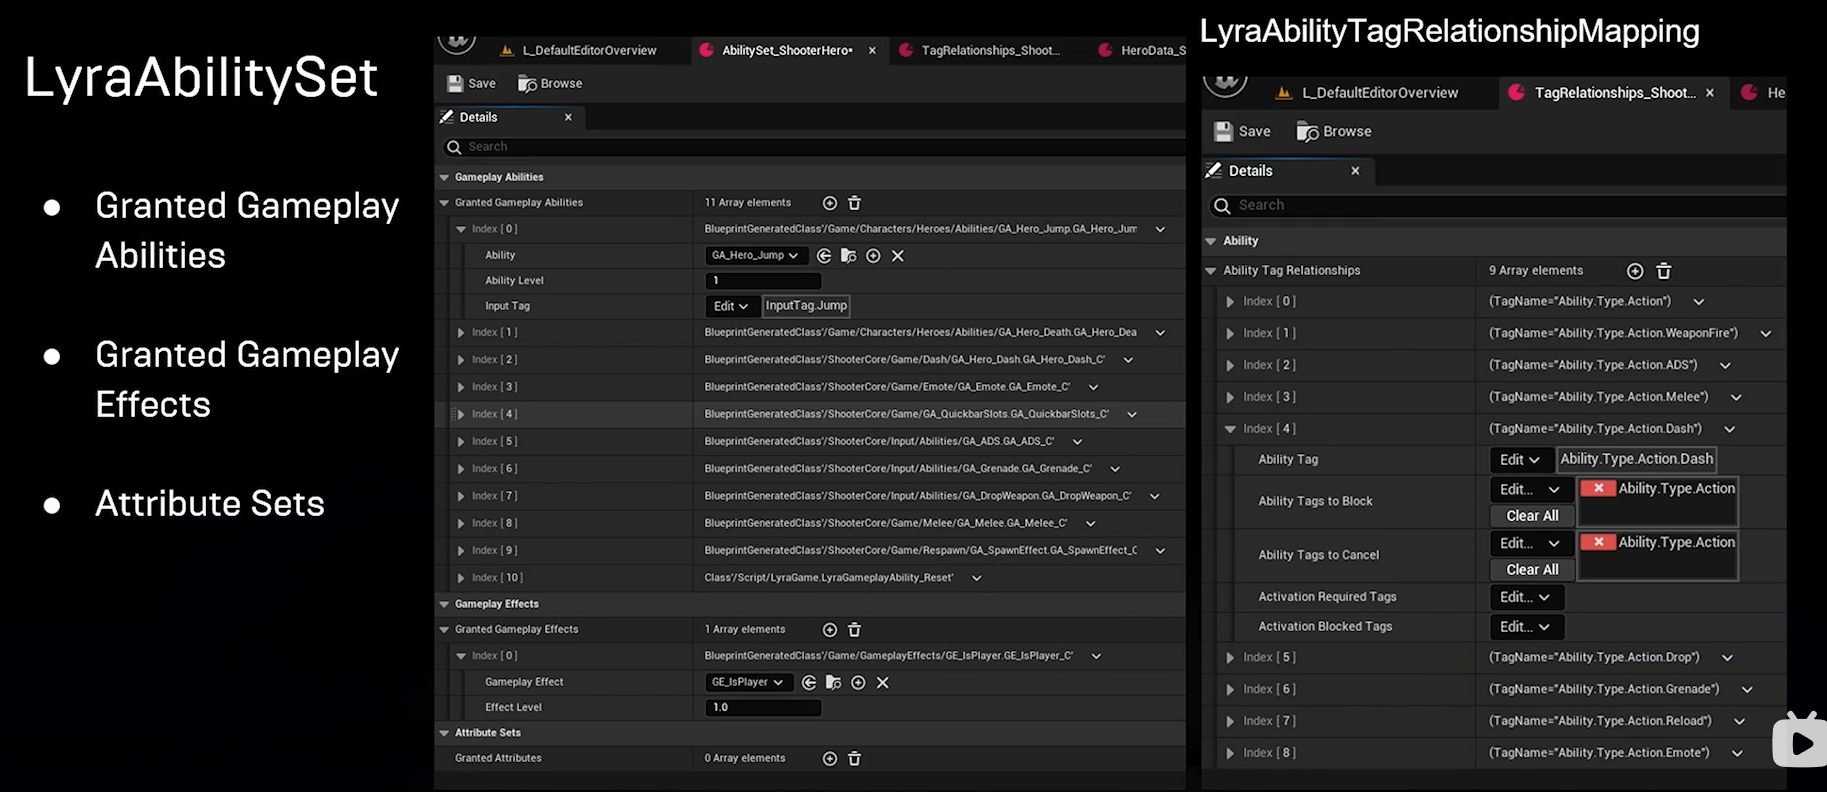 LyraAbilitySet
Granted Gameplay
Abilities
Granted Gameplay
Effects
Attribute Sets
L_DefaultEditorOverview
AbilitySet_ShooterHero•
TagRelationships_Shoot...
HeroData_S
Save
Browse
Details
Search
Gameplay Abilities
Granted Gameplay Abilities 11 Array elements
Index [ 0 ] BlueprintGeneratedClass'/Game/Characters/Heroes/Abilities/GA_Hero_Jump.GA_Hero_Jum
Ability GA_Hero_Jump
Ability Level 1
Input Tag Edit InputTag.Jump
Index [ 1 ] BlueprintGeneratedClass'/Game/Characters/Heroes/Abilities/GA_Hero_Death.GA_Hero_Dea
Index [ 2 ] BlueprintGeneratedClass'/ShooterCore/Game/Dash/GA_Hero_Dash.GA_Hero_Dash_C'
Index [ 3 ] BlueprintGeneratedClass'/ShooterCore/Game/Emote/GA_Emote.GA_Emote_C'
Index [ 4 ] BlueprintGeneratedClass'/ShooterCore/Game/GA_QuickbarSlots.GA_QuickbarSlots_C'
Index [ 5 ] BlueprintGeneratedClass'/ShooterCore/Input/Abilities/GA_ADS.GA_ADS_C'
Index [ 6 ] BlueprintGeneratedClass'/ShooterCore/Input/Abilities/GA_Grenade.GA_Grenade_C'
Index [ 7 ] BlueprintGeneratedClass'/ShooterCore/Input/Abilities/GA_DropWeapon.GA_DropWeapon_C'
Index [ 8 ] BlueprintGeneratedClass'/ShooterCore/Game/Melee/GA_Melee.GA_Melee_C'
Index [ 9 ] BlueprintGeneratedClass'/ShooterCore/Game/Respawn/GA_SpawnEffect.GA_SpawnEffect_C
Index [ 10 ] Class'/Script/LyraGame.LyraGameplayAbility_Reset'
Gameplay Effects
Granted Gameplay Effects 1 Array elements
Index [ 0 ] BlueprintGeneratedClass'/Game/GameplayEffects/GE_IsPlayer.GE_IsPlayer_C'
Gameplay Effect GE_IsPlayer
Effect Level 1.0
Attribute Sets
Granted Attributes 0 Array elements
LyraAbilityTagRelationshipMapping
L_DefaultEditorOverview
TagRelationships_Shoot...
He
Save
Browse
Details
Search
Ability
Ability Tag Relationships 9 Array elements
Index [ 0 ] (TagName="Ability.Type.Action")
Index [ 1 ] (TagName="Ability.Type.Action.WeaponFire")
Index [ 2 ] (TagName="Ability.Type.Action.ADS")
Index [ 3 ] (TagName="Ability.Type.Action.Melee")
Index [ 4 ] (TagName="Ability.Type.Action.Dash")
Ability Tag Edit Ability.Type.Action.Dash
Ability Tags to Block Edit... Ability.Type.Action
Clear All
Ability Tags to Cancel Edit... Ability.Type.Action
Clear All
Activation Required Tags Edit...
Activation Blocked Tags Edit...
Index [ 5 ] (TagName="Ability.Type.Action.Drop")
Index [ 6 ] (TagName="Ability.Type.Action.Grenade")
Index [ 7 ] (TagName="Ability.Type.Action.Reload")
Index [ 8 ] (TagName="Ability.Type.Action.Emote")